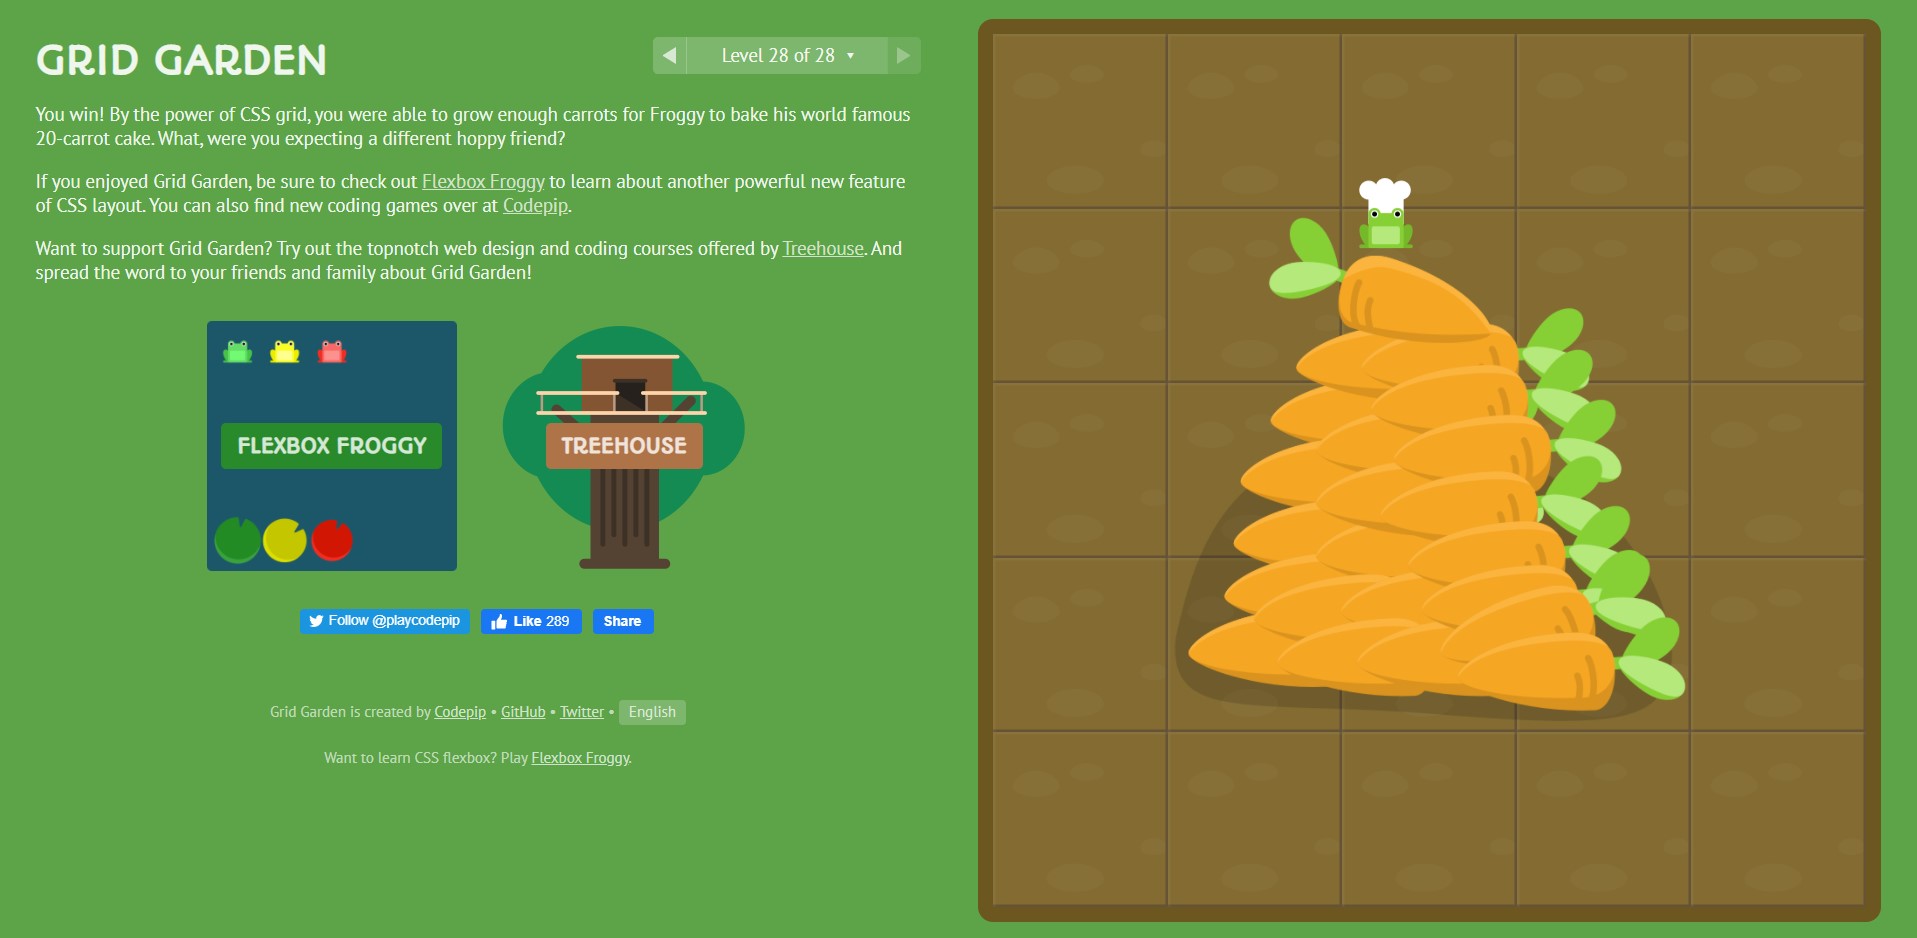 GRID GARDEN
Level 28 of 28
You win! By the power of CSS grid, you were able to grow enough carrots for Froggy to bake his world famous
20-carrot cake. What, were you expecting a different hoppy friend?
If you enjoyed Grid Garden, be sure to check out Flexbox Froggy to learn about another powerful new feature
of CSS layout. You can also find new coding games over at Codepip.
Want to support Grid Garden? Try out the topnotch web design and coding courses offered by Treehouse. And
spread the word to your friends and family about Grid Garden!
FLEXBOX FROGGY
TREEHOUSE
Follow @playcodepip
Like 289
Share
Grid Garden is created by Codepip • GitHub • Twitter • English
Want to learn CSS flexbox? Play Flexbox Froggy.